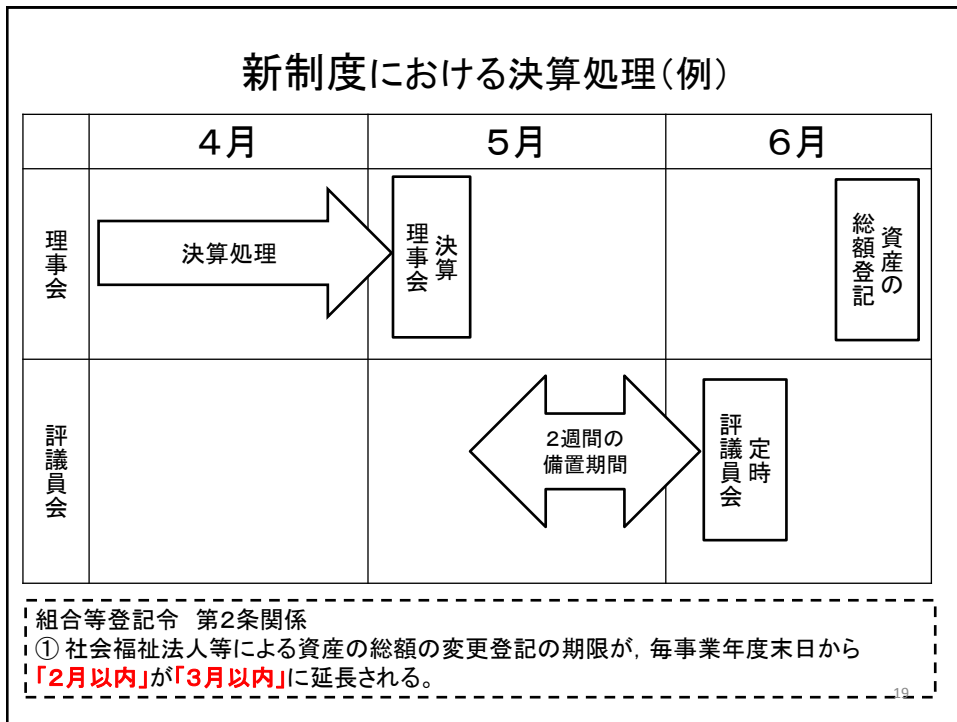 新制度における決算処理(例)
4月
5月
6月
理事会
決算処理
決算
理事会
資産の
総額登記
評議員会
2週間の
備置期間
定時
評議員会
組合等登記令　第2条関係
① 社会福祉法人等による資産の総額の変更登記の期限が, 毎事業年度末日から
「2月以内」が「3月以内」に延長される。
19